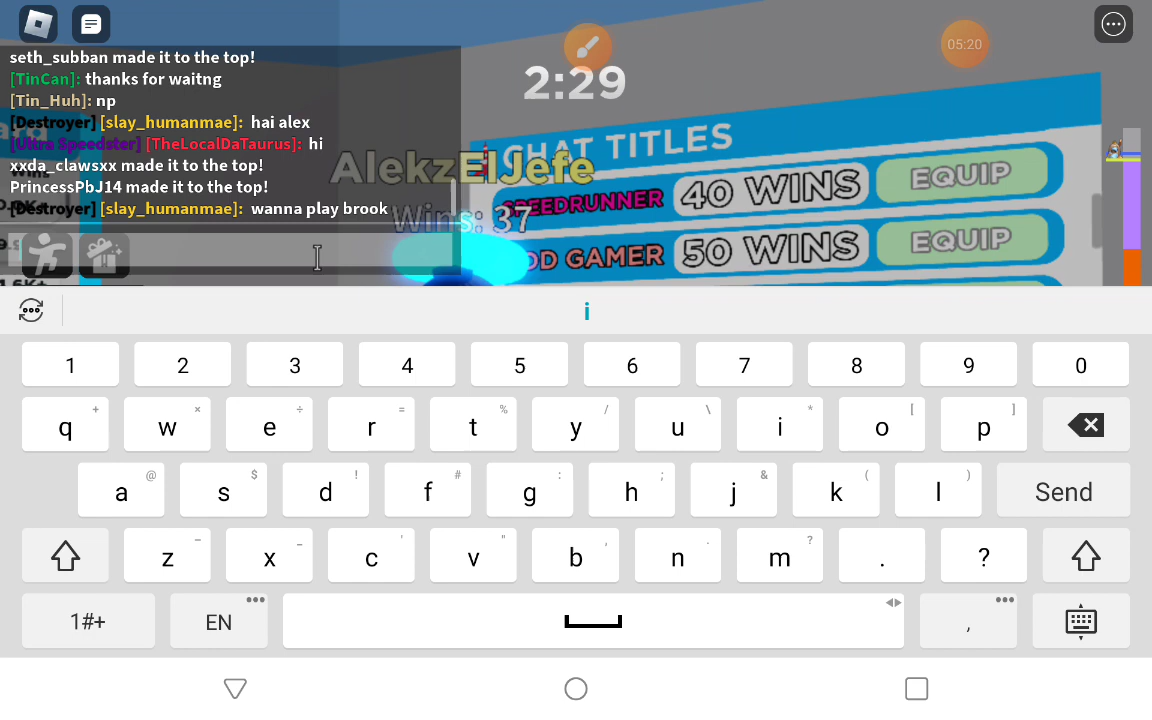 seth_subban made it to the top!
[TinCan]: thanks for waitng
[Tin_Huh]: np
[Destroyer] [slay_humanmae]: hai alex
[Ultra Speedster] [TheLocalDaTaurus]: hi
xxda_clawsxx made it to the top!
PrincessPbJ14 made it to the top!
[Destroyer] [slay_humanmae]: wanna play brook
2:29
05:20
CHAT TITLES
AlekzElJefe
Wins: 37
SPEEDRUNNER 40 WINS EQUIP
OD GAMER 50 WINS EQUIP
i
1 2 3 4 5 6 7 8 9 0
q + w × e ÷ r = t % y / u \ i * o [ p ]
a @ s $ d ! f # g : h ; j & k ( l ) Send
z - x _ c ' v " b , n . m ? . ?
1#+ EN ,